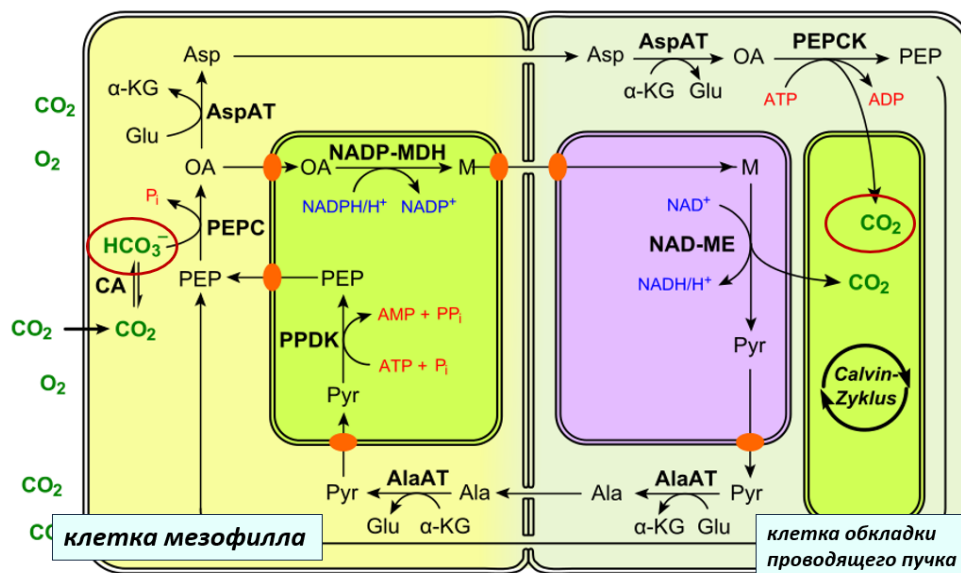 Asp
Asp
AspAT
OA
PEPCK
PEP
α-KG
Glu
AspAT
α-KG
Glu
ATP
ADP
CO₂
O₂
OA
OA
NADP-MDH
M
M
NADPH/H⁺
NADP⁺
Pᵢ
PEPC
HCO₃⁻
CA
NAD⁺
NAD-ME
NADH/H⁺
CO₂
CO₂
PEP
PEP
CO₂
CO₂
PPDK
AMP + PPᵢ
ATP + Pᵢ
Pyr
Pyr
O₂
Calvin-
Zyklus
CO₂
Pyr
AlaAT
Ala
Ala
AlaAT
Pyr
Glu
α-KG
α-KG
Glu
клетка мезофилла
клетка обкладки
проводящего пучка